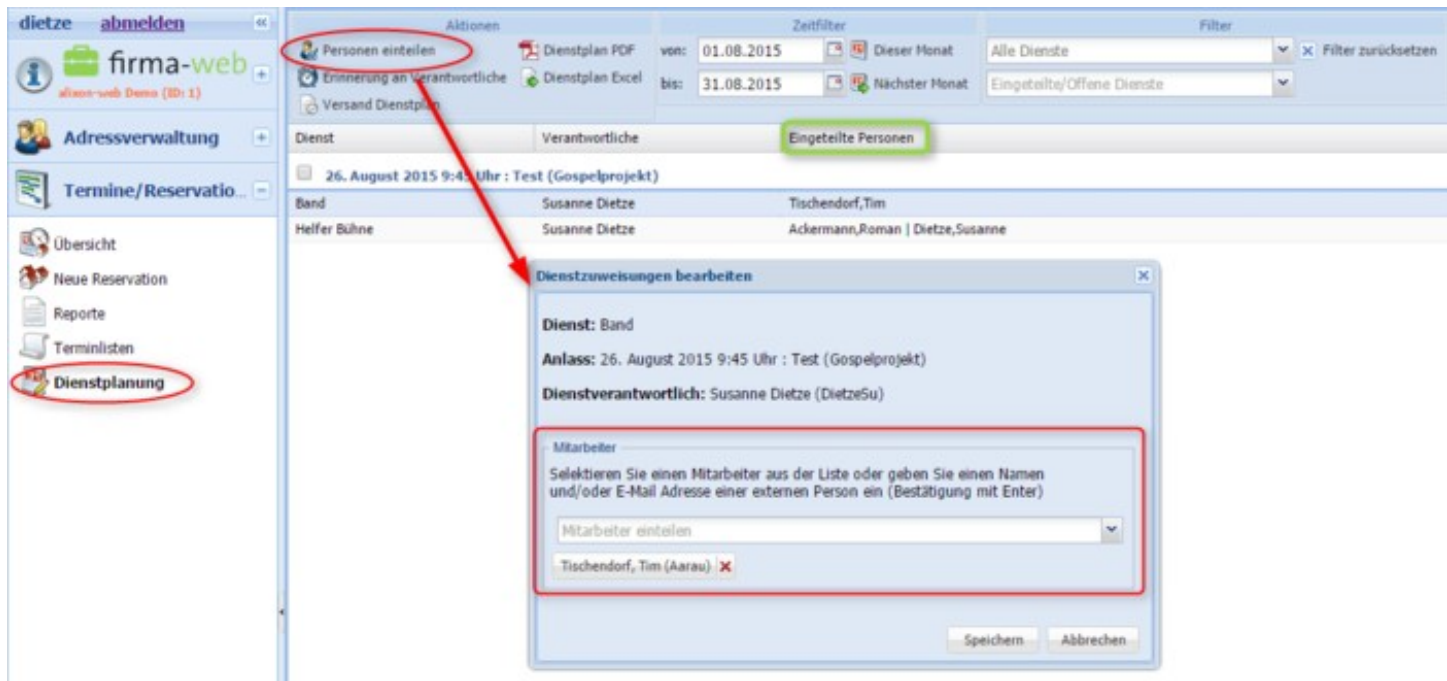 dietze abmelden
firma-web
alixon-web Demo (ID: 1)
Adressverwaltung
Termine/Reservatio...
Übersicht
Neue Reservation
Reporte
Terminlisten
Dienstplanung
Aktionen
Personen einteilen
Dienstplan PDF
Erinnerung an Verantwortliche
Dienstplan Excel
Versand Dienstplan
Zeitfilter
von: 01.08.2015 Dieser Monat
bis: 31.08.2015 Nächster Monat
Filter
Alle Dienste Filter zurücksetzen
Eingeteilte/Offene Dienste
Dienst Verantwortliche Eingeteilte Personen
26. August 2015 9:45 Uhr : Test (Gospelprojekt)
Band Susanne Dietze Tischendorf,Tim
Helfer Bühne Susanne Dietze Ackermann,Roman | Dietze,Susanne
Dienstzuweisungen bearbeiten
Dienst: Band
Anlass: 26. August 2015 9:45 Uhr : Test (Gospelprojekt)
Dienstverantwortlich: Susanne Dietze (DietzeSu)
Mitarbeiter
Selektieren Sie einen Mitarbeiter aus der Liste oder geben Sie einen Namen
und/oder E-Mail Adresse einer externen Person ein (Bestätigung mit Enter)
Mitarbeiter einteilen
Tischendorf, Tim (Aarau)
Speichern Abbrechen